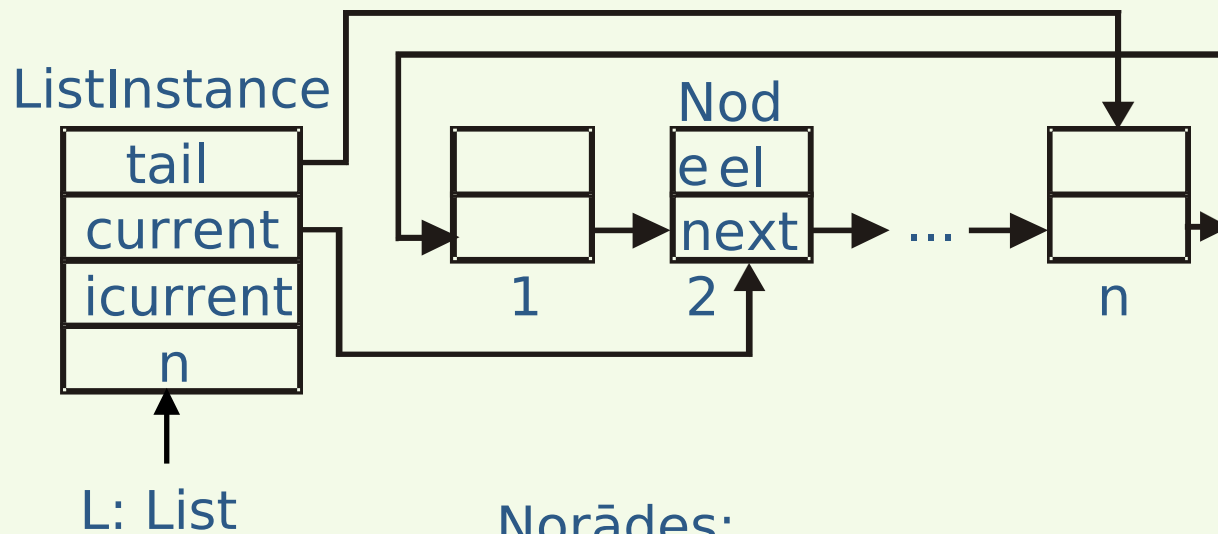 ListInstance
tail
current
icurrent
n
L: List
1
Nod
e el
next
2
...
n
Norādes: